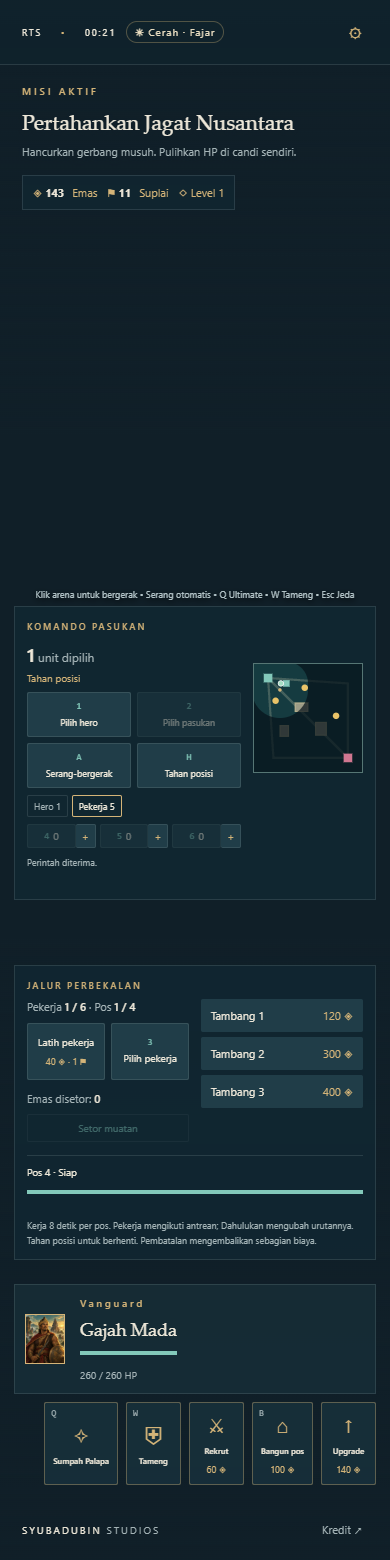 RTS • 00:21 Cerah · Fajar
MISI AKTIF
Pertahankan Jagat Nusantara
Hancurkan gerbang musuh. Pulihkan HP di candi sendiri.
143 Emas 11 Suplai Level 1
Klik arena untuk bergerak • Serang otomatis • Q Ultimate • W Tameng • Esc Jeda
KOMANDO PASUKAN
1 unit dipilih
Tahan posisi
1
Pilih hero
2
Pilih pasukan
A
Serang-bergerak
H
Tahan posisi
Hero 1
Pekerja 5
4 0 +
5 0 +
6 0 +
Perintah diterima.
JALUR PERBEKALAN
Pekerja 1 / 6 · Pos 1 / 4
Latih pekerja
40 · 1
3
Pilih pekerja
Emas disetor: 0
Setor muatan
Tambang 1 120
Tambang 2 300
Tambang 3 400
Pos 4 · Siap
Kerja 8 detik per pos. Pekerja mengikuti antrean; Dahulukan mengubah urutannya.
Tahan posisi untuk berhenti. Pembatalan mengembalikan sebagian biaya.
Vanguard
Gajah Mada
260 / 260 HP
Q
Sumpah Palapa
W
Tameng
Rekrut
60
B
Bangun pos
100
Upgrade
140
SYUBADUBIN STUDIOS
Kredit ↗